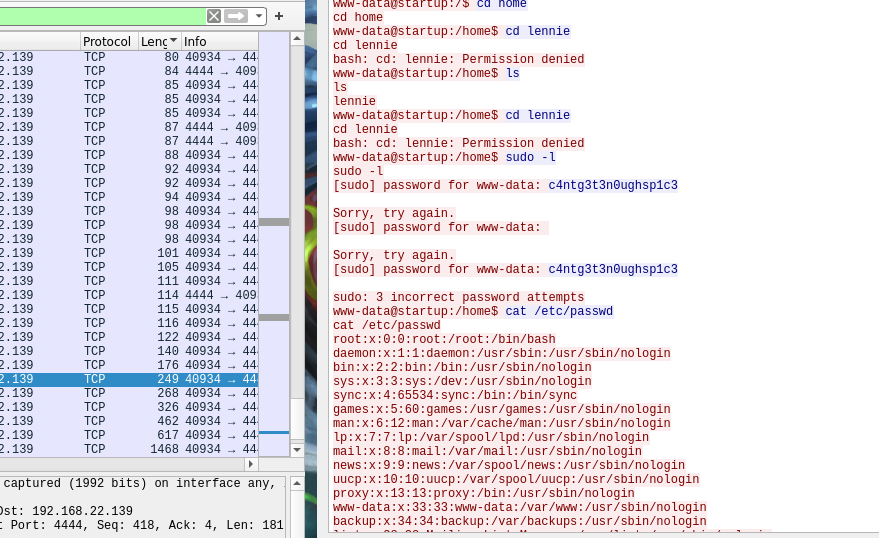 www-data@startup:/$ cd home
cd home
www-data@startup:/home$ cd lennie
cd lennie
bash: cd: lennie: Permission denied
www-data@startup:/home$ ls
ls
lennie
www-data@startup:/home$ cd lennie
cd lennie
bash: cd: lennie: Permission denied
www-data@startup:/home$ sudo -l
sudo -l
[sudo] password for www-data: c4ntg3t3n0ughsp1c3
Sorry, try again.
[sudo] password for www-data:
Sorry, try again.
[sudo] password for www-data: c4ntg3t3n0ughsp1c3
sudo: 3 incorrect password attempts
www-data@startup:/home$ cat /etc/passwd
cat /etc/passwd
root:x:0:0:root:/root:/bin/bash
daemon:x:1:1:daemon:/usr/sbin:/usr/sbin/nologin
bin:x:2:2:bin:/bin:/usr/sbin/nologin
sys:x:3:3:sys:/dev:/usr/sbin/nologin
sync:x:4:65534:sync:/bin:/bin/sync
games:x:5:60:games:/usr/games:/usr/sbin/nologin
man:x:6:12:man:/var/cache/man:/usr/sbin/nologin
lp:x:7:7:lp:/var/spool/lpd:/usr/sbin/nologin
mail:x:8:8:mail:/var/mail:/usr/sbin/nologin
news:x:9:9:news:/var/spool/news:/usr/sbin/nologin
uucp:x:10:10:uucp:/var/spool/uucp:/usr/sbin/nologin
proxy:x:13:13:proxy:/bin:/usr/sbin/nologin
www-data:x:33:33:www-data:/var/www:/usr/sbin/nologin
backup:x:34:34:backup:/var/backups:/usr/sbin/nologin
Protocol Leng Info
2.139 TCP 80 40934 → 44
2.139 TCP 84 4444 → 409
2.139 TCP 85 40934 → 44
2.139 TCP 85 40934 → 44
2.139 TCP 85 40934 → 44
2.139 TCP 87 4444 → 409
2.139 TCP 87 4444 → 409
2.139 TCP 88 40934 → 44
2.139 TCP 92 40934 → 44
2.139 TCP 92 40934 → 44
2.139 TCP 94 40934 → 44
2.139 TCP 98 40934 → 44
2.139 TCP 98 40934 → 44
2.139 TCP 98 40934 → 44
2.139 TCP 101 40934 → 44
2.139 TCP 105 40934 → 44
2.139 TCP 111 40934 → 44
2.139 TCP 114 4444 → 409
2.139 TCP 115 40934 → 44
2.139 TCP 116 40934 → 44
2.139 TCP 122 40934 → 44
2.139 TCP 140 40934 → 44
2.139 TCP 176 40934 → 44
2.139 TCP 249 40934 → 44
2.139 TCP 268 40934 → 44
2.139 TCP 326 40934 → 44
2.139 TCP 462 40934 → 44
2.139 TCP 617 40934 → 44
2.139 TCP 1468 40934 → 44
captured (1992 bits) on interface any,
Dst: 192.168.22.139
t Port: 4444, Seq: 418, Ack: 4, Len: 181